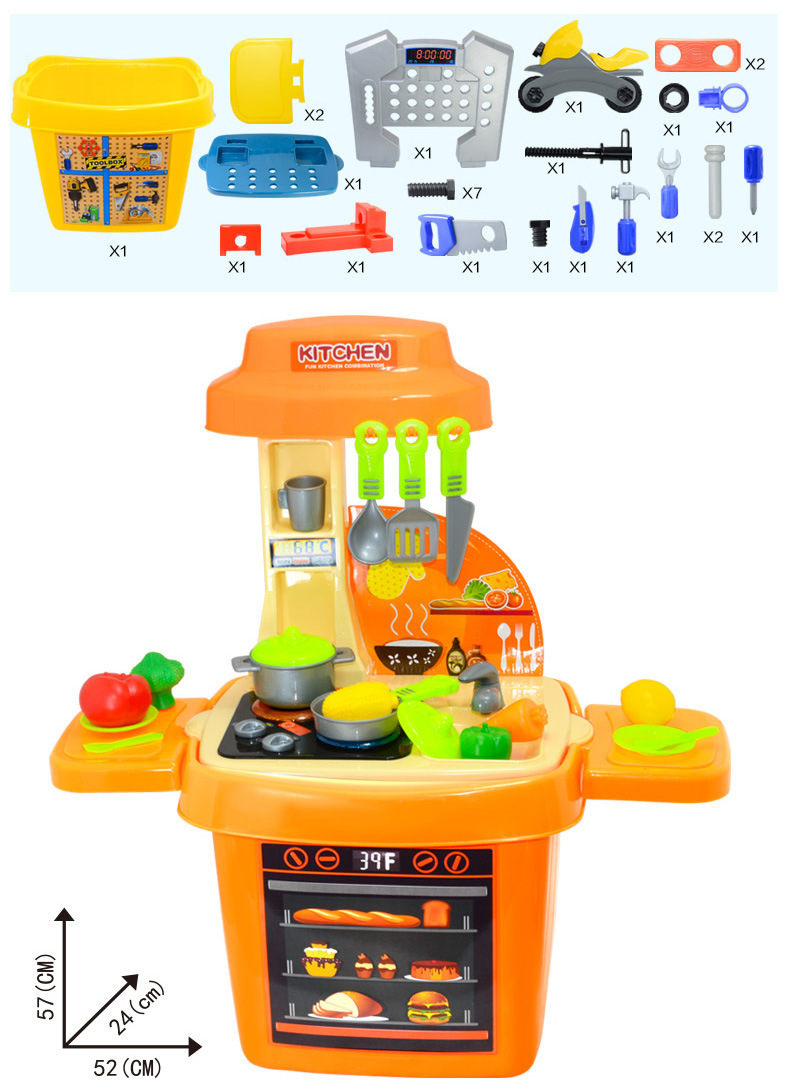 8:00:00
X2
TOOLBOX
X2
X1
X1
X1
X1
X1
X1
X7
X1
X2
X1
X1
X1
X1
X1
X1
X1
X1
KITCHEN
FUN KITCHEN COMBINATION
68C
39F
57(CM)
24(cm)
52(CM)